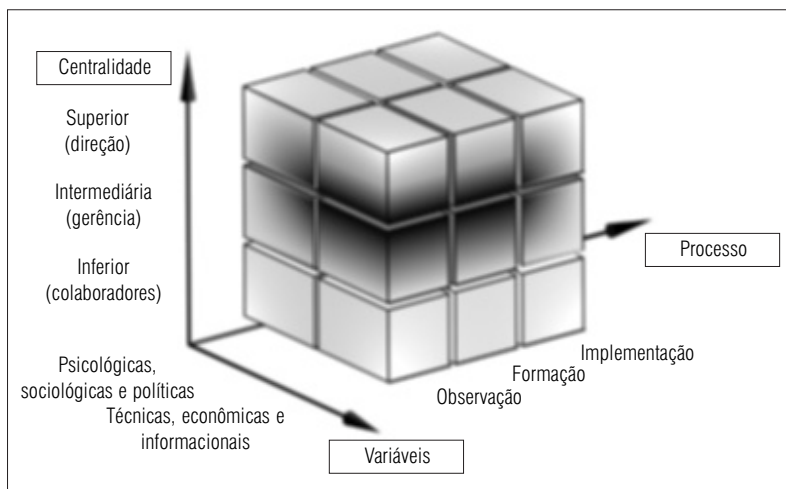 Centralidade
Superior
(direção)
Intermediária
(gerência)
Inferior
(colaboradores)
Processo
Psicológicas,
sociológicas e políticas
Técnicas, econômicas e
informacionais
Variáveis
Observação
Formação
Implementação